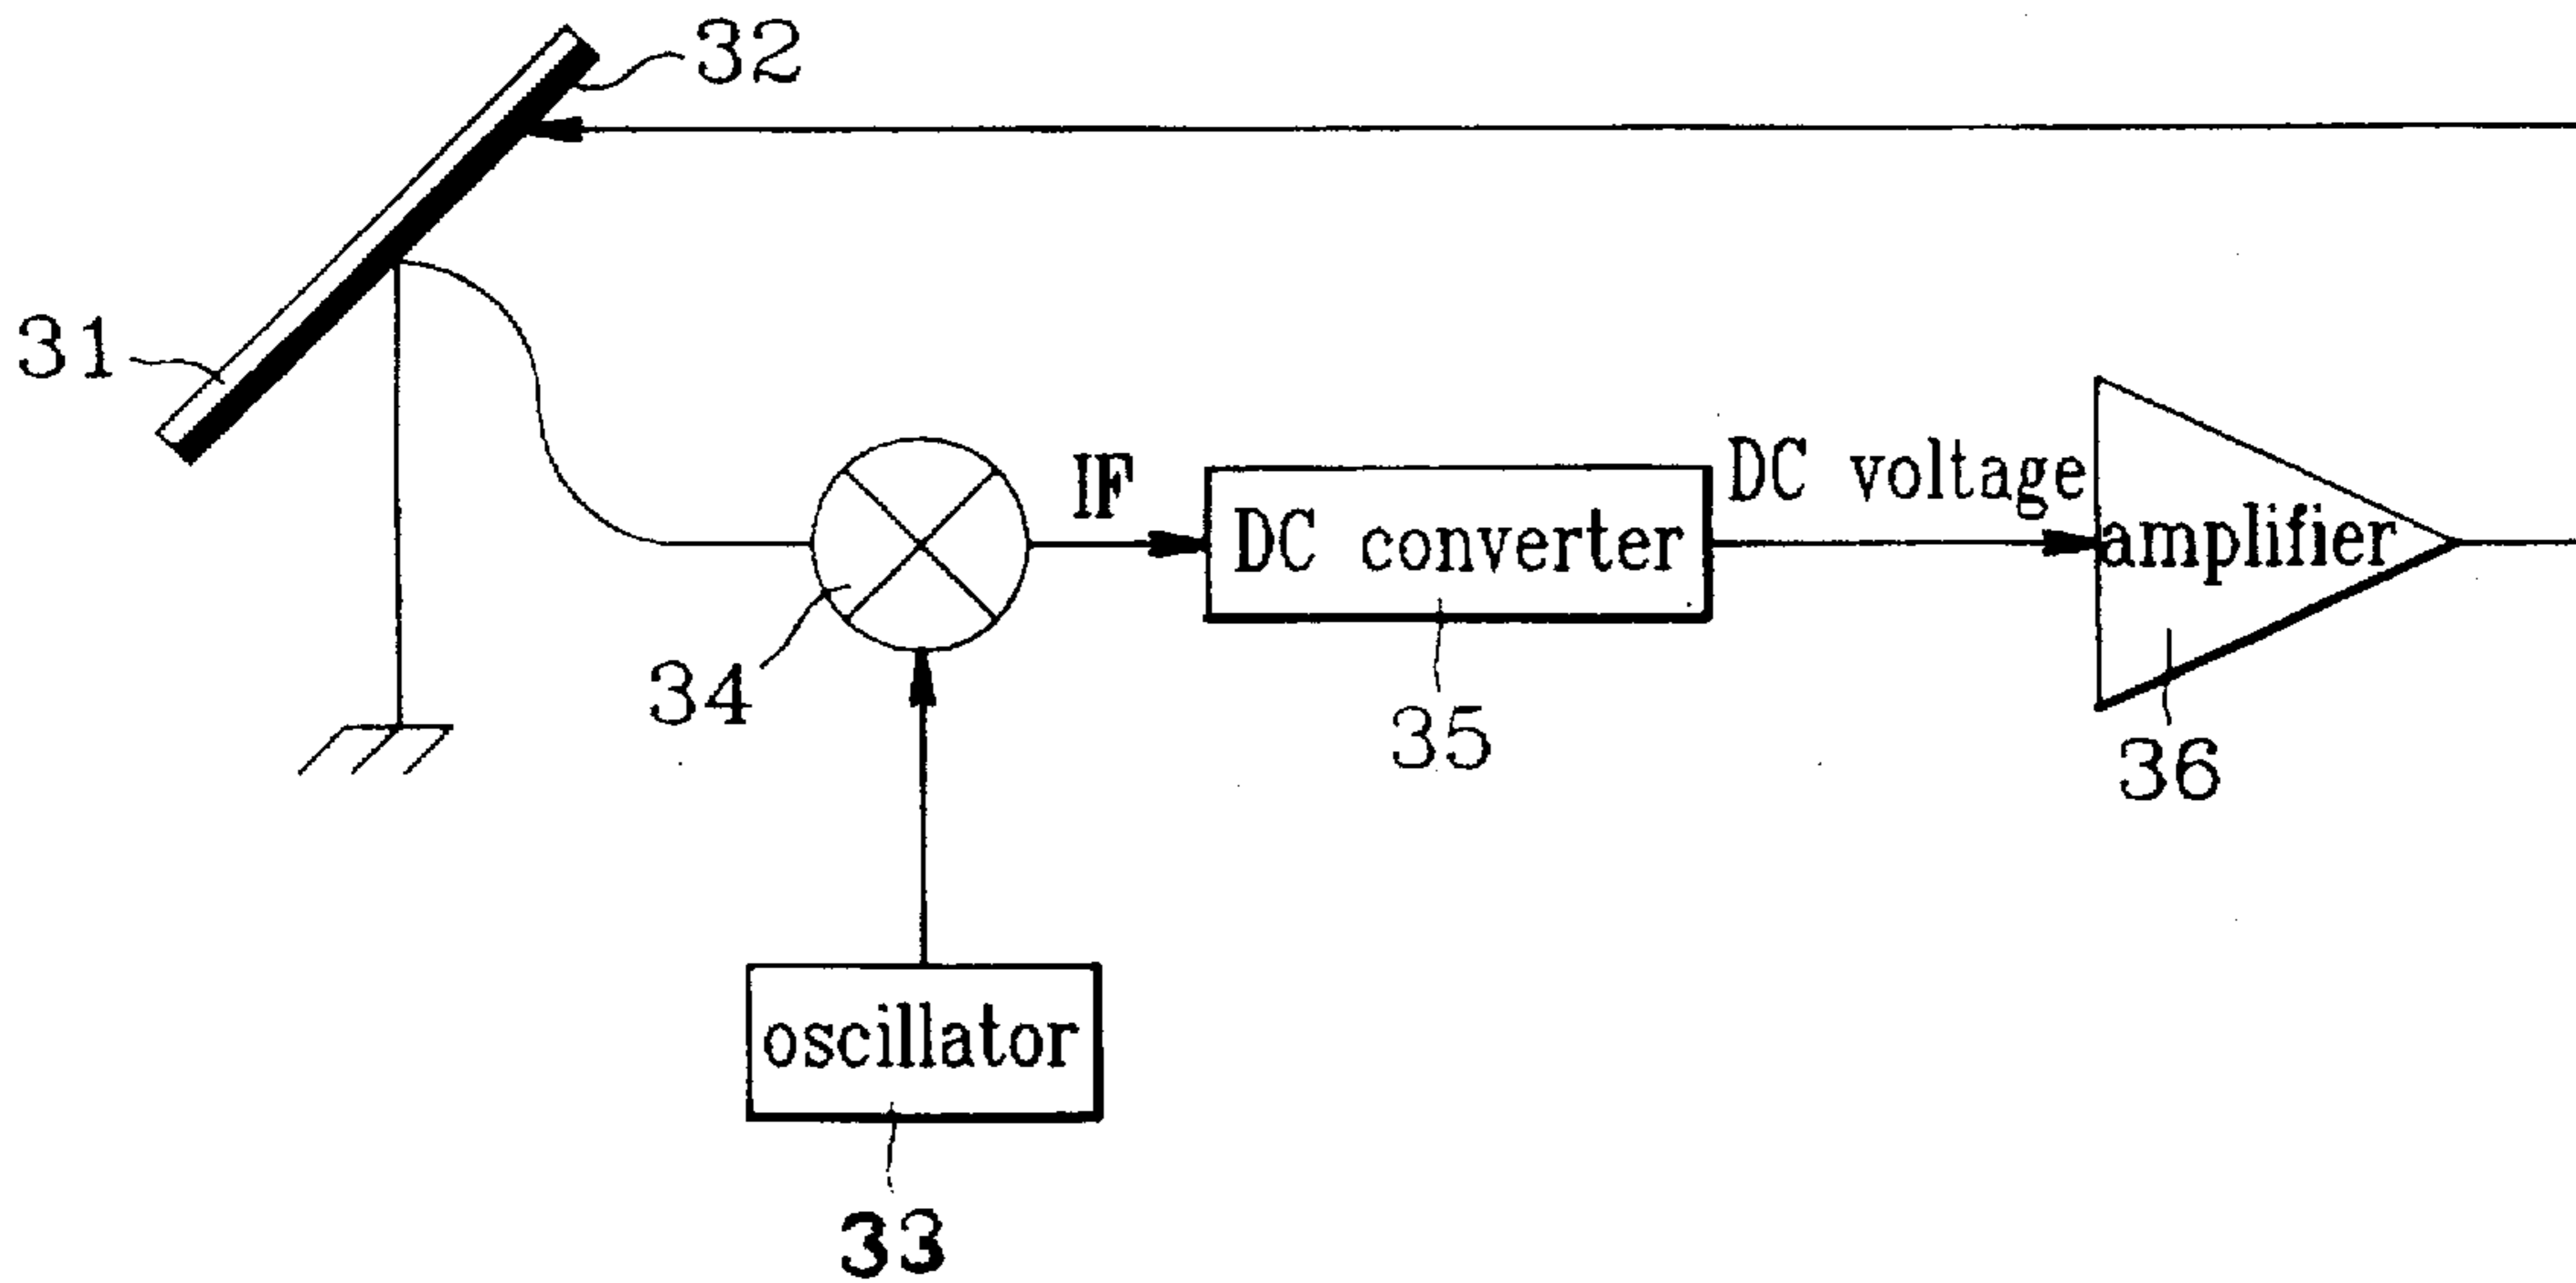 32
31
IF
DC voltage
DC converter
amplifier
34
35
36
oscillator
33